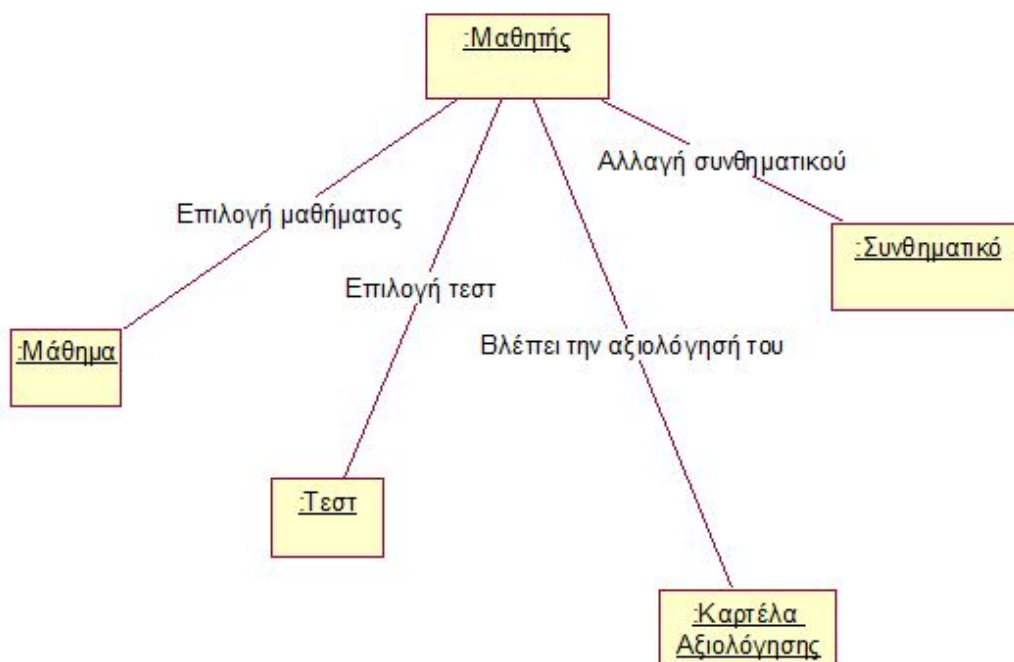 :Μαθητής
Αλλαγή συνθηματικού
Επιλογή μαθήματος
:Συνθηματικό
Επιλογή τεστ
:Μάθημα
Βλέπει την αξιολόγησή του
:Τεστ
:Καρτέλα
Αξιολόγησης